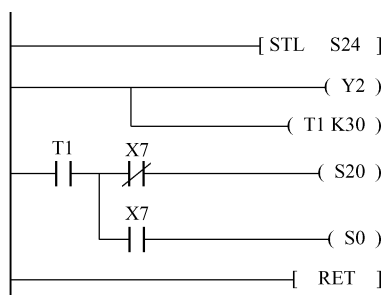 [ STL S24 ]
( Y2 )
( T1 K30 )
T1 X7
( S20 )
X7
( S0 )
[ RET ]